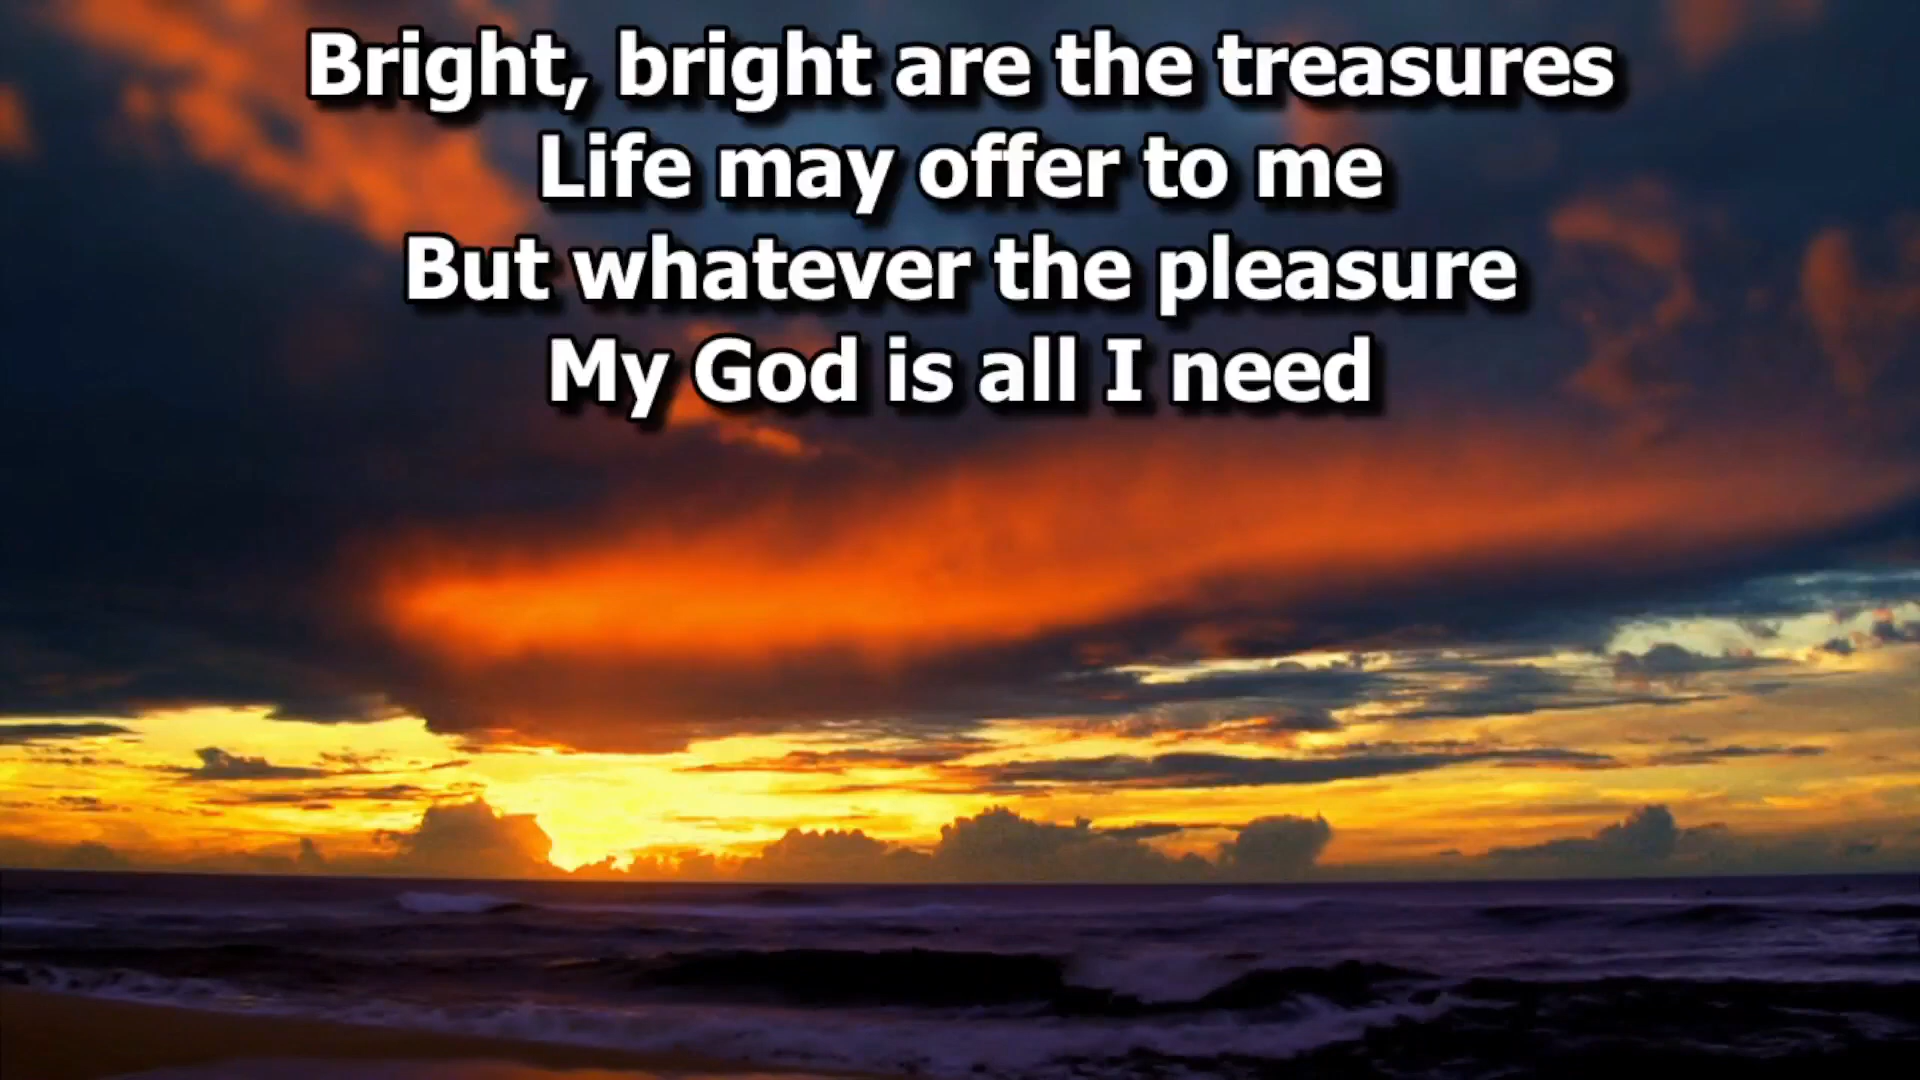 Bright, bright are the treasures
Life may offer to me
But whatever the pleasure
My God is all I need